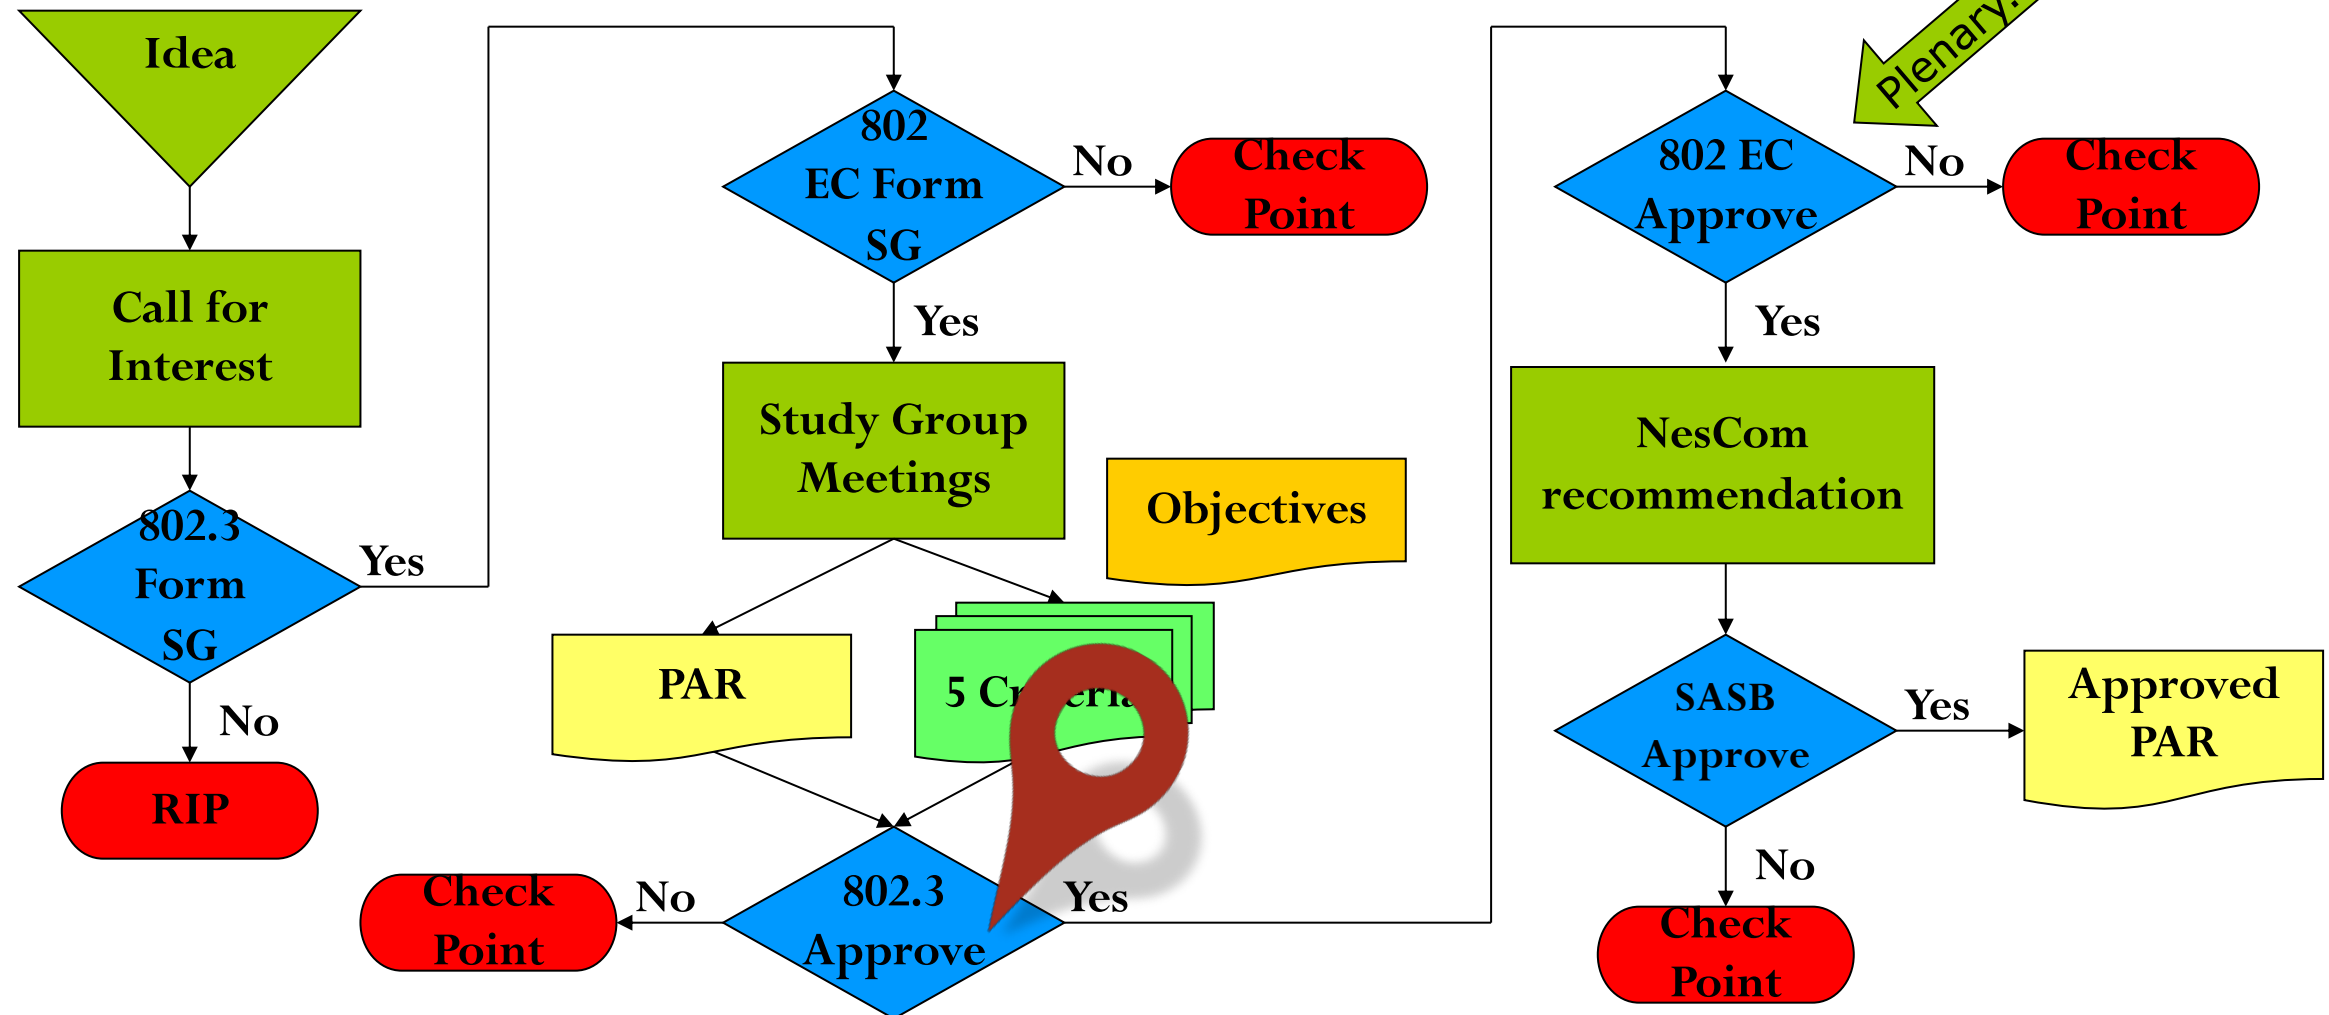 Idea
Call for
Interest
802.3
Form
SG
Yes
No
RIP
802
EC Form
SG
No
Check
Point
Yes
Study Group
Meetings
Objectives
PAR
5 Criteria
802.3
Approve
No
Check
Point
Yes
Plenary
802 EC
Approve
No
Check
Point
Yes
NesCom
recommendation
SASB
Approve
Yes
Approved
PAR
No
Check
Point